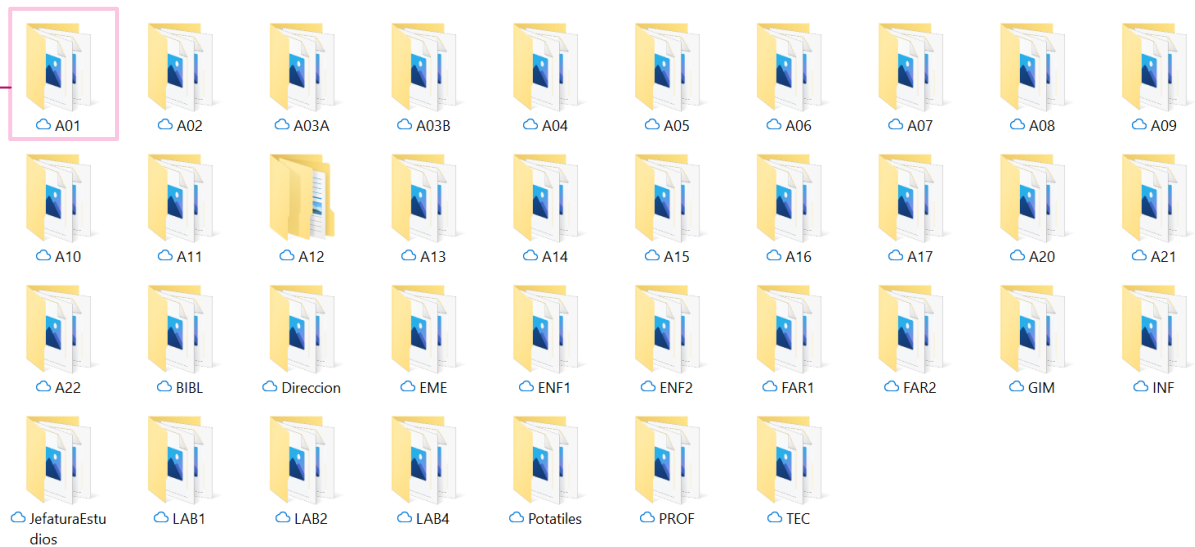 A01 A02 A03A A03B A04 A05 A06 A07 A08 A09
A10 A11 A12 A13 A14 A15 A16 A17 A20 A21
A22 BIBL Direccion EME ENF1 ENF2 FAR1 FAR2 GIM INF
JefaturaEstu LAB1 LAB2 LAB4 Potatiles PROF TEC
dios